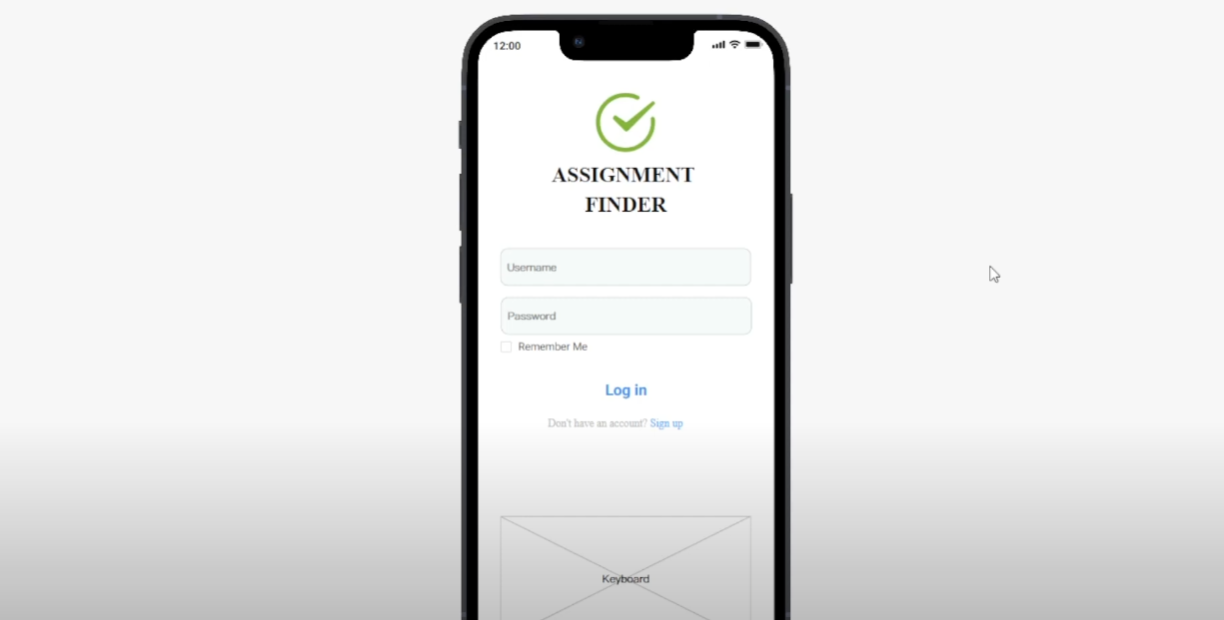 12:00
ASSIGNMENT
FINDER
Username
Password
Remember Me
Log in
Don't have an account? Sign up
Keyboard